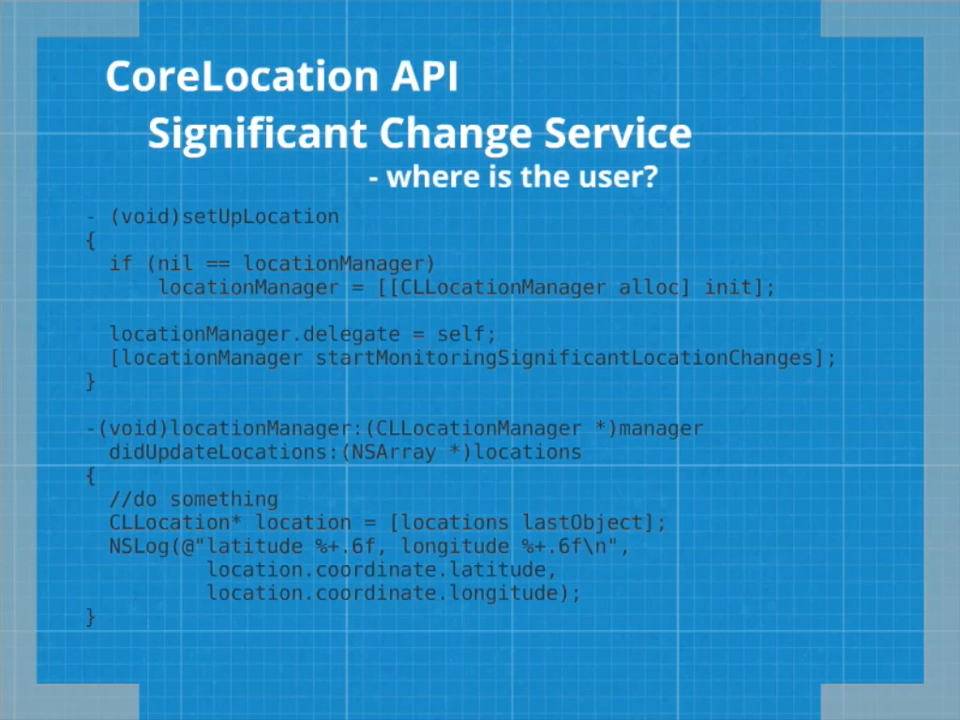 CoreLocation API
Significant Change Service
- where is the user?
- (void)setUpLocation
{
  if (nil == locationManager)
      locationManager = [[CLLocationManager alloc] init];

  locationManager.delegate = self;
  [locationManager startMonitoringSignificantLocationChanges];
}

-(void)locationManager:(CLLocationManager *)manager
  didUpdateLocations:(NSArray *)locations
{
  //do something
  CLLocation* location = [locations lastObject];
  NSLog(@"latitude %+.6f, longitude %+.6f\n",
          location.coordinate.latitude,
          location.coordinate.longitude);
}